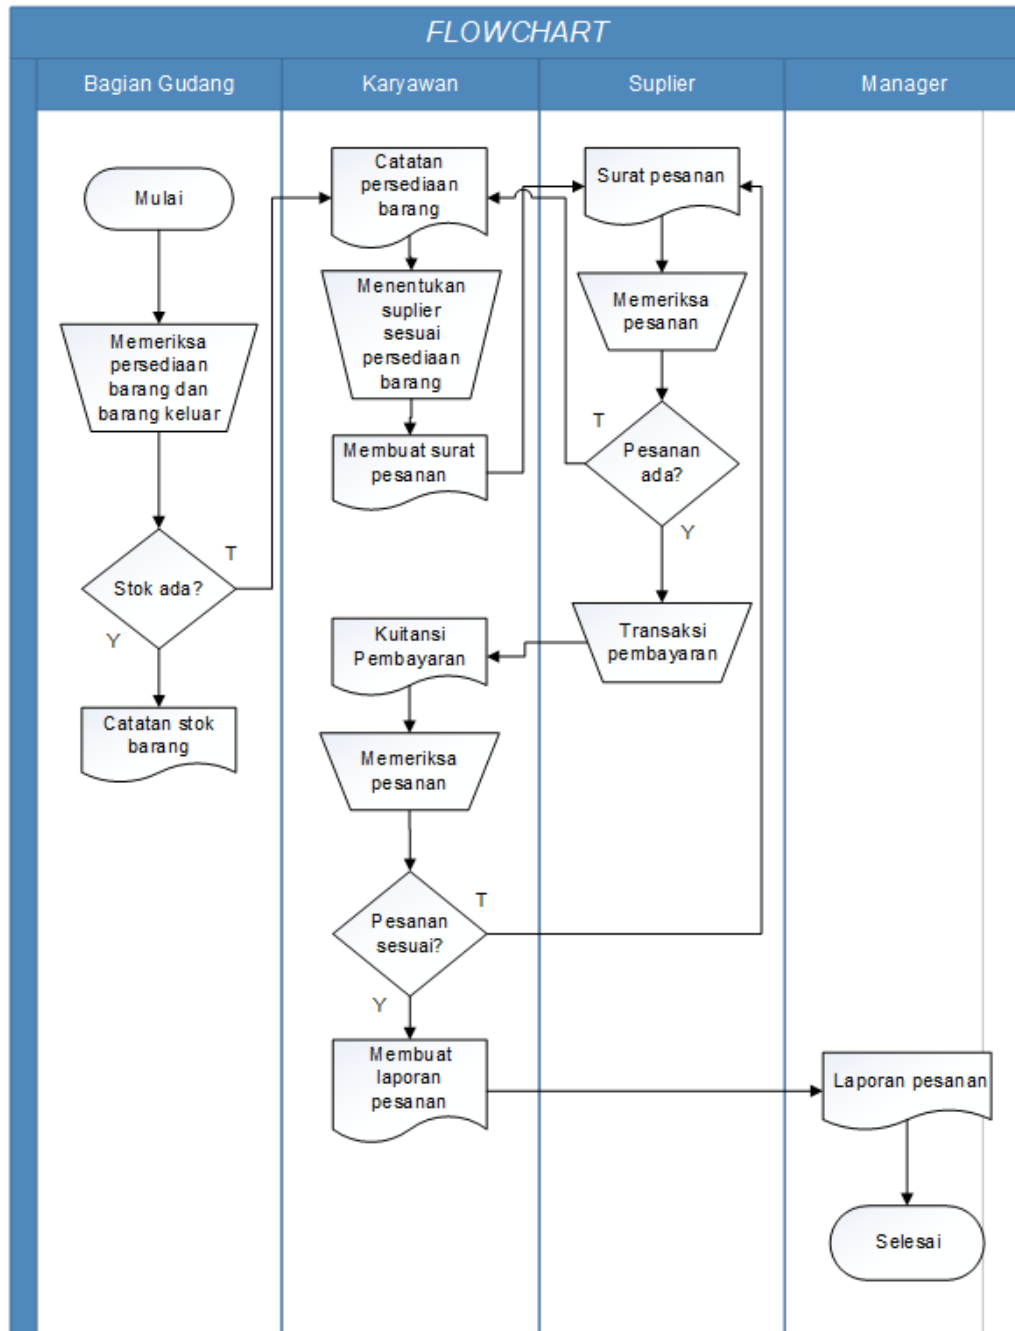 FLOWCHART
Bagian Gudang
Karyawan
Suplier
Manager
Mulai
Memeriksa
persediaan
barang dan
barang keluar
Stok ada?
T
Y
Catatan stok
barang
Catatan
persediaan
barang
Menentukan
suplier
sesuai
persediaan
barang
Membuat surat
pesanan
Surat pesanan
Memeriksa
pesanan
T
Pesanan
ada?
Y
Transaksi
pembayaran
Kuitansi
Pembayaran
Memeriksa
pesanan
Pesanan
sesuai?
T
Y
Membuat
laporan
pesanan
Laporan pesanan
Selesai